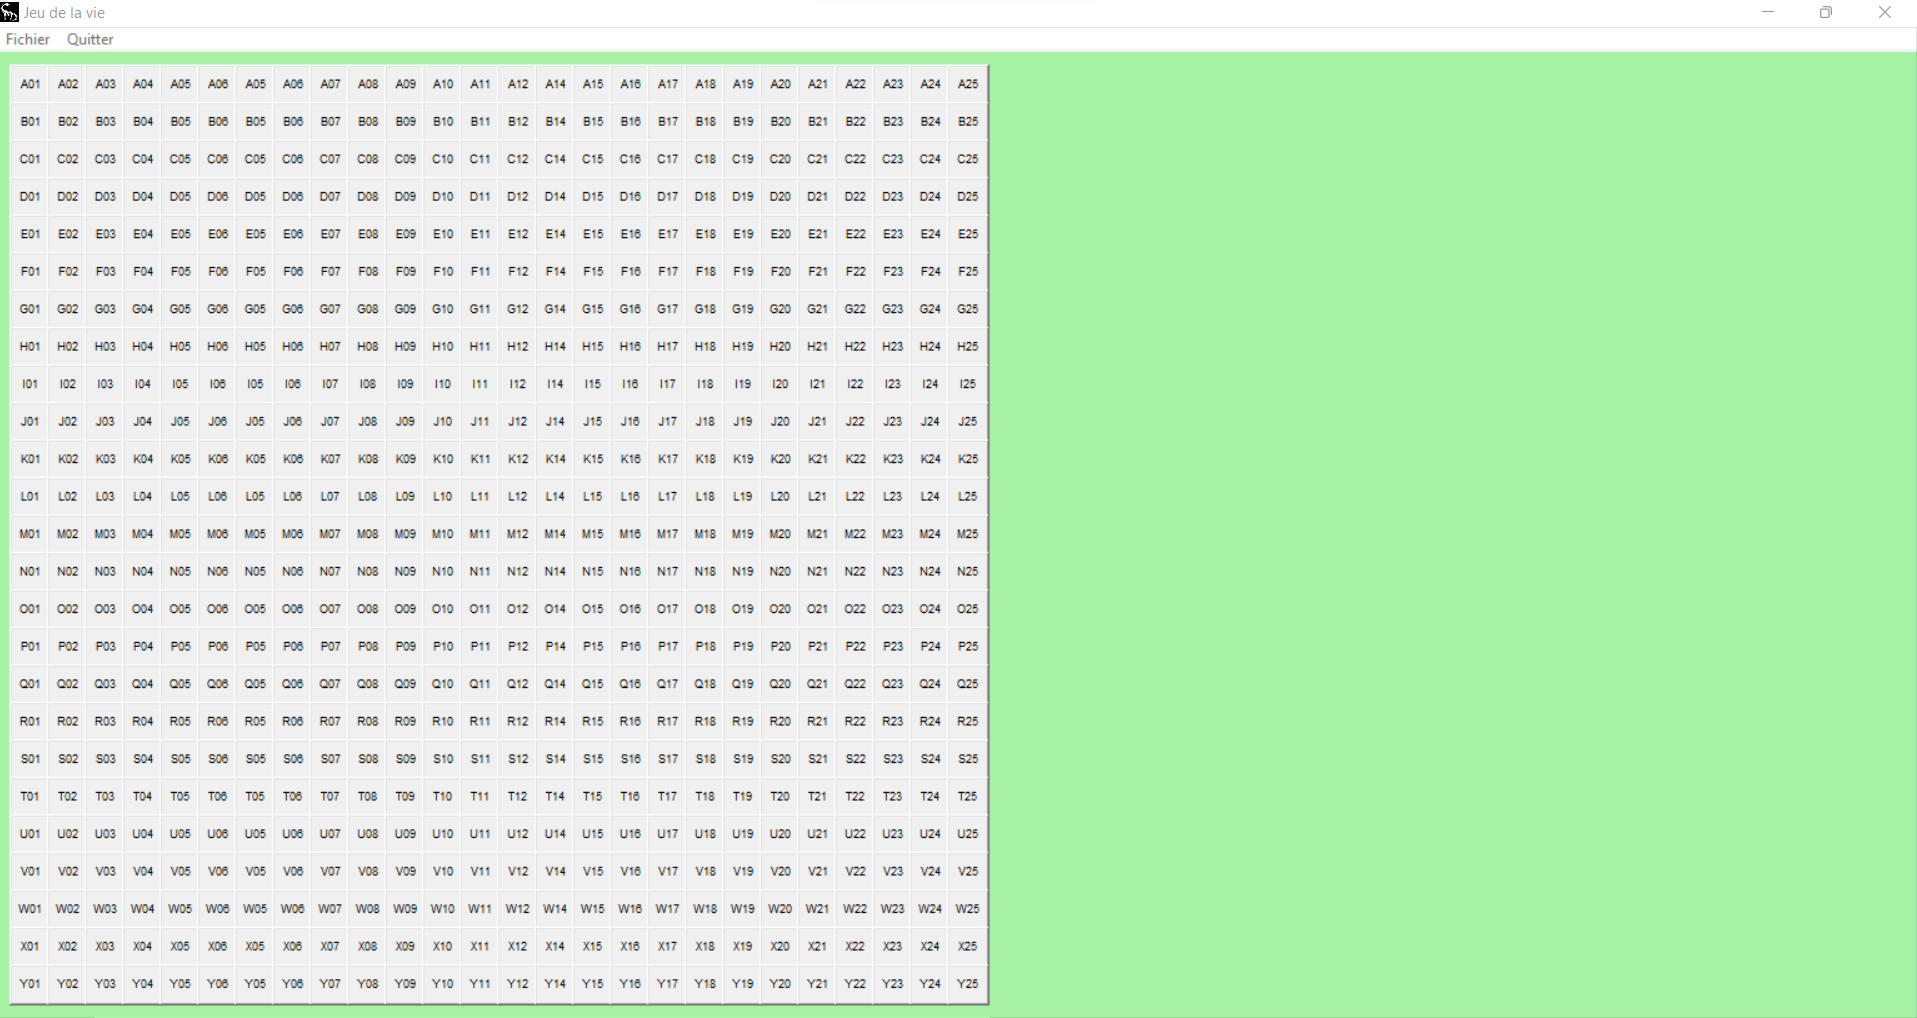 Jeu de la vie
Fichier Quitter
A01 A02 A03 A04 A05 A06 A05 A06 A07 A08 A09 A10 A11 A12 A14 A15 A16 A17 A18 A19 A20 A21 A22 A23 A24 A25
B01 B02 B03 B04 B05 B06 B05 B06 B07 B08 B09 B10 B11 B12 B14 B15 B16 B17 B18 B19 B20 B21 B22 B23 B24 B25
C01 C02 C03 C04 C05 C06 C05 C06 C07 C08 C09 C10 C11 C12 C14 C15 C16 C17 C18 C19 C20 C21 C22 C23 C24 C25
D01 D02 D03 D04 D05 D06 D05 D06 D07 D08 D09 D10 D11 D12 D14 D15 D16 D17 D18 D19 D20 D21 D22 D23 D24 D25
E01 E02 E03 E04 E05 E06 E05 E06 E07 E08 E09 E10 E11 E12 E14 E15 E16 E17 E18 E19 E20 E21 E22 E23 E24 E25
F01 F02 F03 F04 F05 F06 F05 F06 F07 F08 F09 F10 F11 F12 F14 F15 F16 F17 F18 F19 F20 F21 F22 F23 F24 F25
G01 G02 G03 G04 G05 G06 G05 G06 G07 G08 G09 G10 G11 G12 G14 G15 G16 G17 G18 G19 G20 G21 G22 G23 G24 G25
H01 H02 H03 H04 H05 H06 H05 H06 H07 H08 H09 H10 H11 H12 H14 H15 H16 H17 H18 H19 H20 H21 H22 H23 H24 H25
I01 I02 I03 I04 I05 I06 I05 I06 I07 I08 I09 I10 I11 I12 I14 I15 I16 I17 I18 I19 I20 I21 I22 I23 I24 I25
J01 J02 J03 J04 J05 J06 J05 J06 J07 J08 J09 J10 J11 J12 J14 J15 J16 J17 J18 J19 J20 J21 J22 J23 J24 J25
K01 K02 K03 K04 K05 K06 K05 K06 K07 K08 K09 K10 K11 K12 K14 K15 K16 K17 K18 K19 K20 K21 K22 K23 K24 K25
L01 L02 L03 L04 L05 L06 L05 L06 L07 L08 L09 L10 L11 L12 L14 L15 L16 L17 L18 L19 L20 L21 L22 L23 L24 L25
M01 M02 M03 M04 M05 M06 M05 M06 M07 M08 M09 M10 M11 M12 M14 M15 M16 M17 M18 M19 M20 M21 M22 M23 M24 M25
N01 N02 N03 N04 N05 N06 N05 N06 N07 N08 N09 N10 N11 N12 N14 N15 N16 N17 N18 N19 N20 N21 N22 N23 N24 N25
O01 O02 O03 O04 O05 O06 O05 O06 O07 O08 O09 O10 O11 O12 O14 O15 O16 O17 O18 O19 O20 O21 O22 O23 O24 O25
P01 P02 P03 P04 P05 P06 P05 P06 P07 P08 P09 P10 P11 P12 P14 P15 P16 P17 P18 P19 P20 P21 P22 P23 P24 P25
Q01 Q02 Q03 Q04 Q05 Q06 Q05 Q06 Q07 Q08 Q09 Q10 Q11 Q12 Q14 Q15 Q16 Q17 Q18 Q19 Q20 Q21 Q22 Q23 Q24 Q25
R01 R02 R03 R04 R05 R06 R05 R06 R07 R08 R09 R10 R11 R12 R14 R15 R16 R17 R18 R19 R20 R21 R22 R23 R24 R25
S01 S02 S03 S04 S05 S06 S05 S06 S07 S08 S09 S10 S11 S12 S14 S15 S16 S17 S18 S19 S20 S21 S22 S23 S24 S25
T01 T02 T03 T04 T05 T06 T05 T06 T07 T08 T09 T10 T11 T12 T14 T15 T16 T17 T18 T19 T20 T21 T22 T23 T24 T25
U01 U02 U03 U04 U05 U06 U05 U06 U07 U08 U09 U10 U11 U12 U14 U15 U16 U17 U18 U19 U20 U21 U22 U23 U24 U25
V01 V02 V03 V04 V05 V06 V05 V06 V07 V08 V09 V10 V11 V12 V14 V15 V16 V17 V18 V19 V20 V21 V22 V23 V24 V25
W01 W02 W03 W04 W05 W06 W05 W06 W07 W08 W09 W10 W11 W12 W14 W15 W16 W17 W18 W19 W20 W21 W22 W23 W24 W25
X01 X02 X03 X04 X05 X06 X05 X06 X07 X08 X09 X10 X11 X12 X14 X15 X16 X17 X18 X19 X20 X21 X22 X23 X24 X25
Y01 Y02 Y03 Y04 Y05 Y06 Y05 Y06 Y07 Y08 Y09 Y10 Y11 Y12 Y14 Y15 Y16 Y17 Y18 Y19 Y20 Y21 Y22 Y23 Y24 Y25